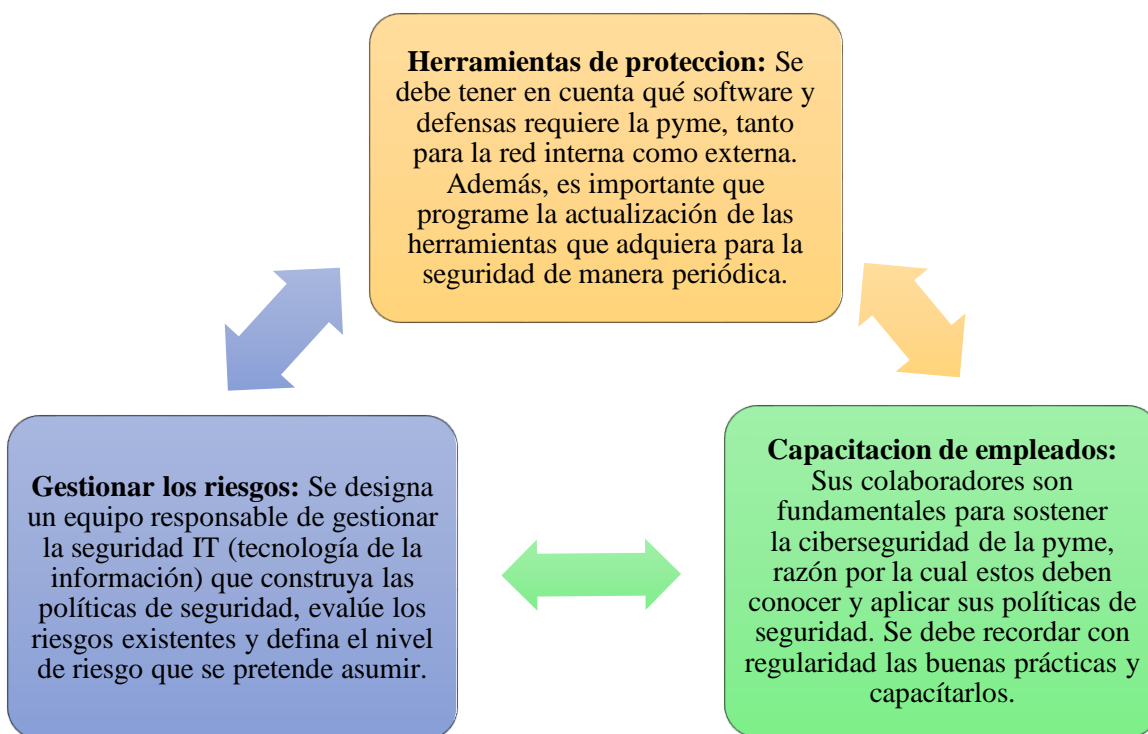 Herramientas de proteccion: Se
debe tener en cuenta qué software y
defensas requiere la pyme, tanto
para la red interna como externa.
Además, es importante que
programe la actualización de las
herramientas que adquiera para la
seguridad de manera periódica.
Gestionar los riesgos: Se designa
un equipo responsable de gestionar
la seguridad IT (tecnología de la
información) que construya las
políticas de seguridad, evalúe los
riesgos existentes y defina el nivel
de riesgo que se pretende asumir.
Capacitacion de empleados:
Sus colaboradores son
fundamentales para sostener
la ciberseguridad de la pyme,
razón por la cual estos deben
conocer y aplicar sus políticas de
seguridad. Se debe recordar con
regularidad las buenas prácticas y
capacítarlos.